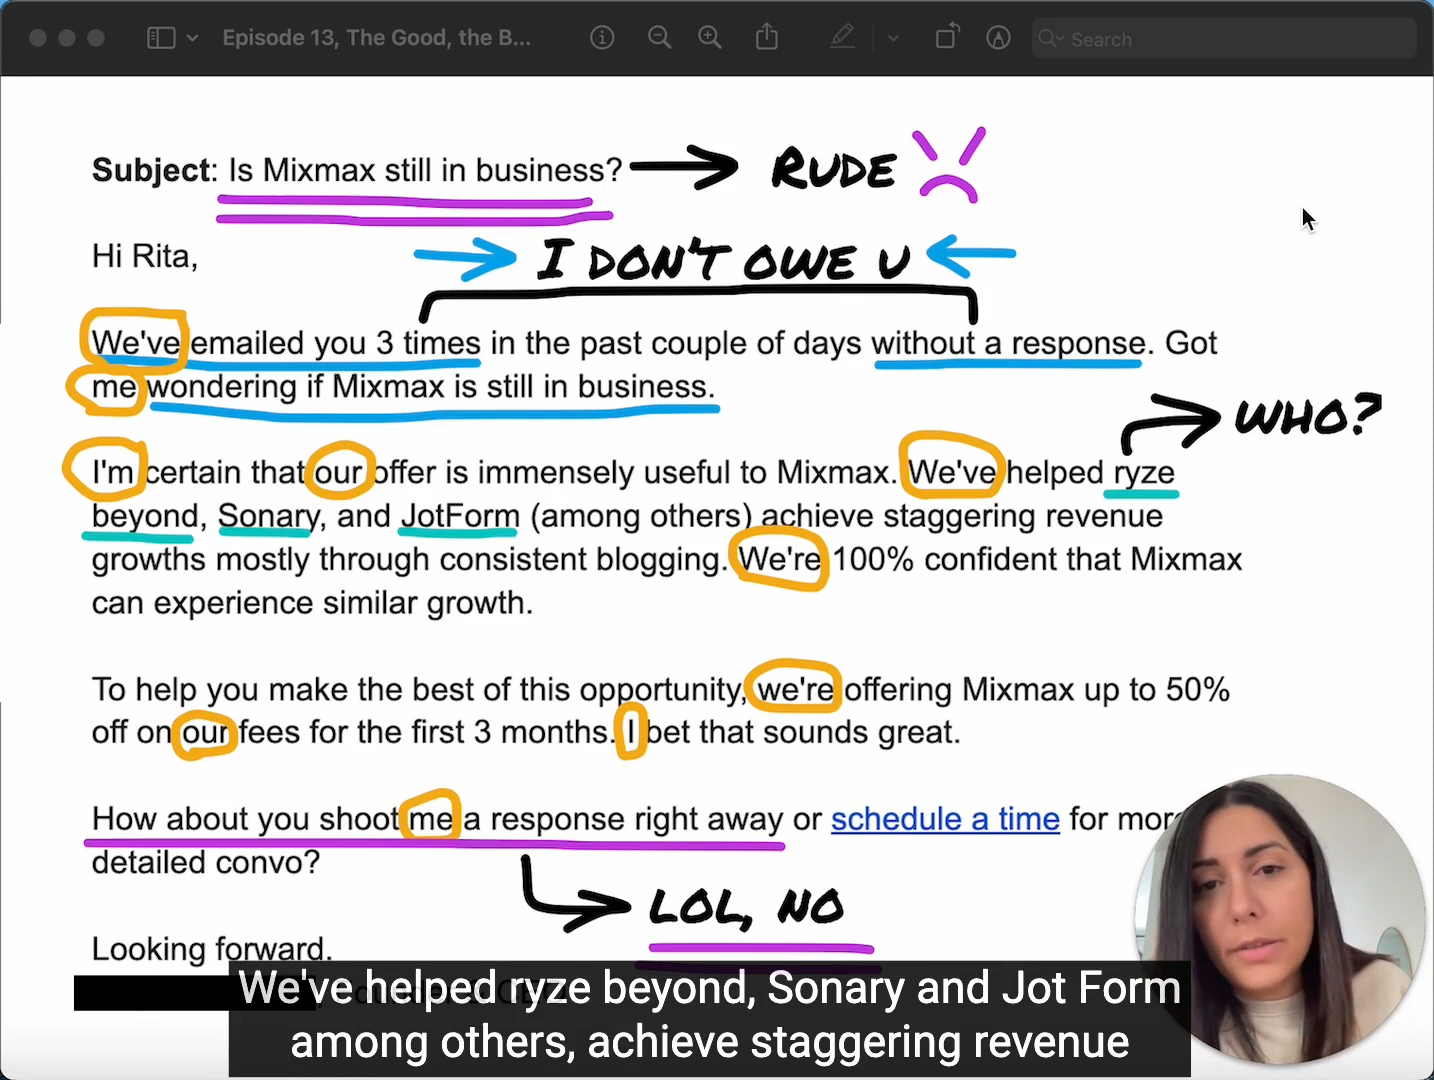 Episode 13, The Good, the B...
Search
Subject: Is Mixmax still in business?
RUDE
Hi Rita,
I DON'T OWE U
We've emailed you 3 times in the past couple of days without a response. Got
me wondering if Mixmax is still in business.
WHO?
I'm certain that our offer is immensely useful to Mixmax. We've helped ryze
beyond, Sonary, and JotForm (among others) achieve staggering revenue
growths mostly through consistent blogging. We're 100% confident that Mixmax
can experience similar growth.
To help you make the best of this opportunity, we're offering Mixmax up to 50%
off on our fees for the first 3 months. I bet that sounds great.
How about you shoot me a response right away or schedule a time for more
detailed convo?
LOL, NO
Looking forward.
We've helped ryze beyond, Sonary and Jot Form
among others, achieve staggering revenue